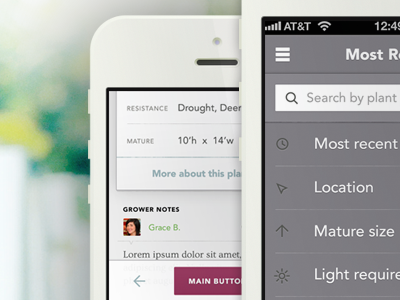 RESISTANCE Drought, Deer
MATURE 10'h x 14'w
More about this pla
GROWER NOTES
Grace B.
Lorem ipsum dolor sit amet,
MAIN BUTTO
AT&T 12:49
Most Re
Search by plant
Most recent
Location
Mature size
Light require